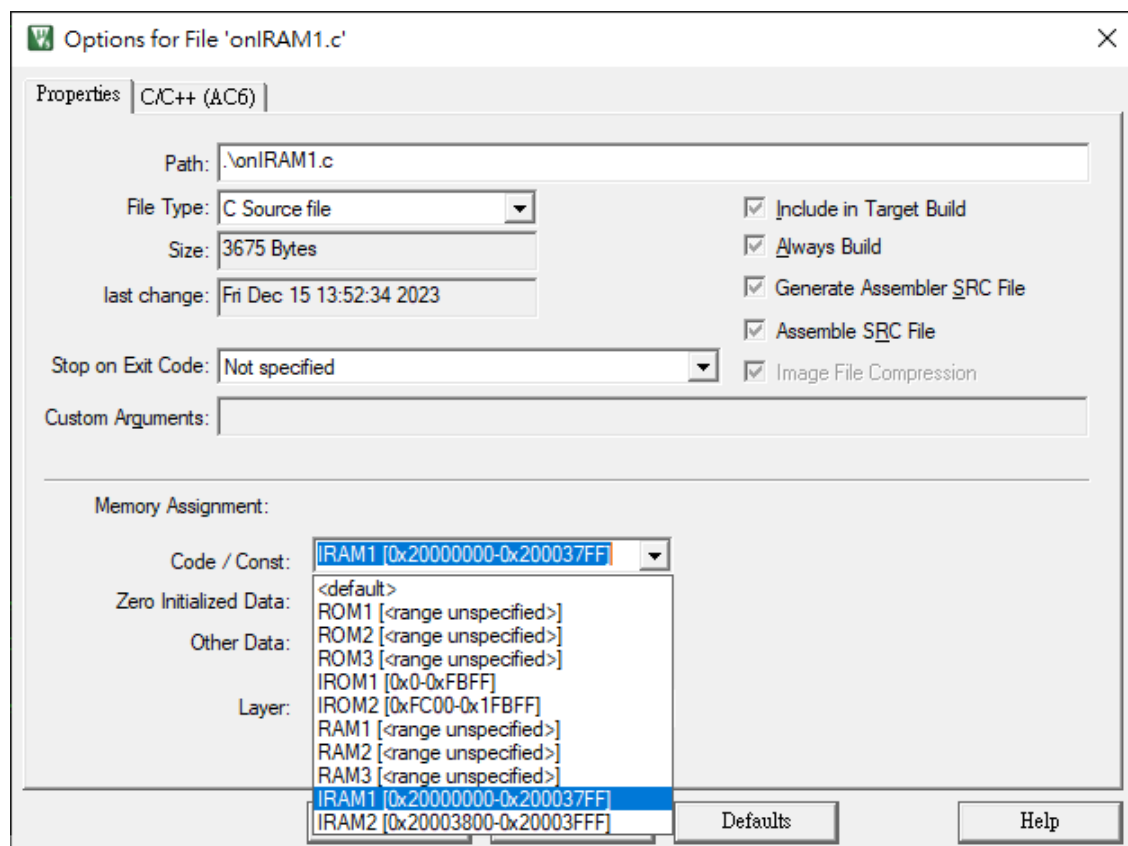 Options for File 'onIRAM1.c'
Properties C/C++ (AC6)
Path: .\onIRAM1.c
File Type: C Source file
Include in Target Build
Size: 3675 Bytes
Always Build
last change: Fri Dec 15 13:52:34 2023
Generate Assembler SRC File
Assemble SRC File
Stop on Exit Code: Not specified
Image File Compression
Custom Arguments:
Memory Assignment:
Code / Const: IRAM1 [0x20000000-0x200037FF]
Zero Initialized Data:
Other Data:
Layer:
<default>
ROM1 [<range unspecified>]
ROM2 [<range unspecified>]
ROM3 [<range unspecified>]
IROM1 [0x0-0xFBFF]
IROM2 [0xFC00-0x1FBFF]
RAM1 [<range unspecified>]
RAM2 [<range unspecified>]
RAM3 [<range unspecified>]
IRAM1 [0x20000000-0x200037FF]
IRAM2 [0x20003800-0x20003FFF]
Defaults
Help